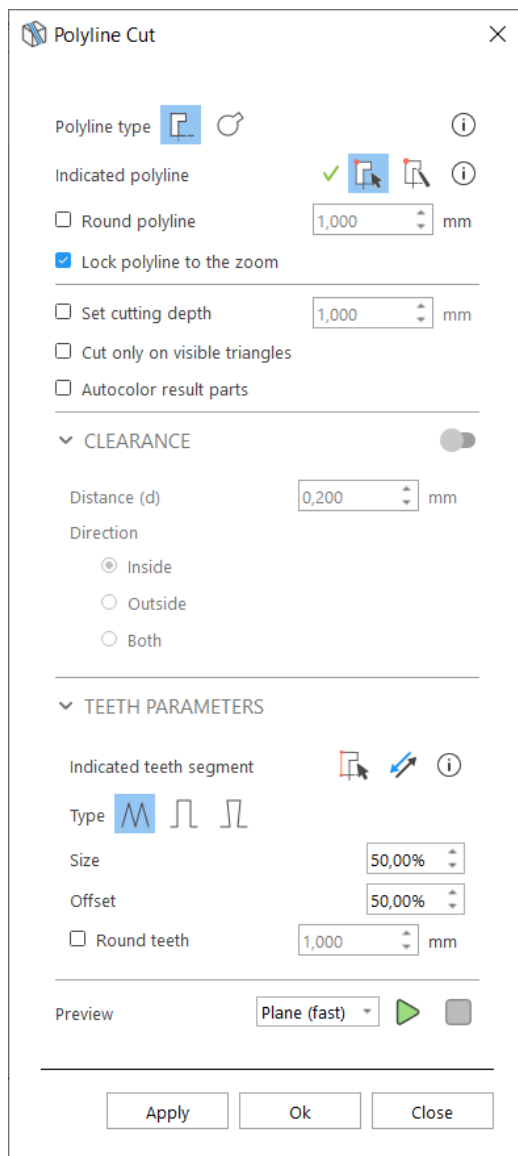 Polyline Cut
Polyline type
Indicated polyline
Round polyline 1,000 mm
Lock polyline to the zoom
Set cutting depth 1,000 mm
Cut only on visible triangles
Autocolor result parts
CLEARANCE
Distance (d) 0,200 mm
Direction
Inside
Outside
Both
TEETH PARAMETERS
Indicated teeth segment
Type
Size 50,00%
Offset 50,00%
Round teeth 1,000 mm
Preview Plane (fast)
Apply Ok Close